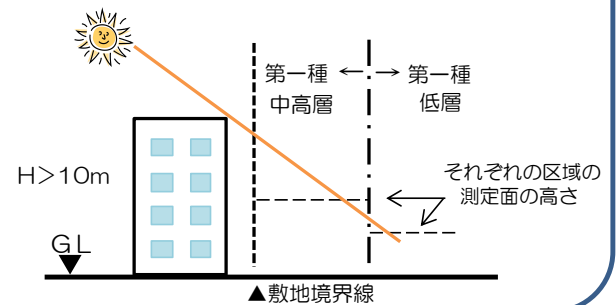 第一種 ←→ 第一種
中高層 低層
H>10m
それぞれの区域の
測定面の高さ
GL
▲敷地境界線